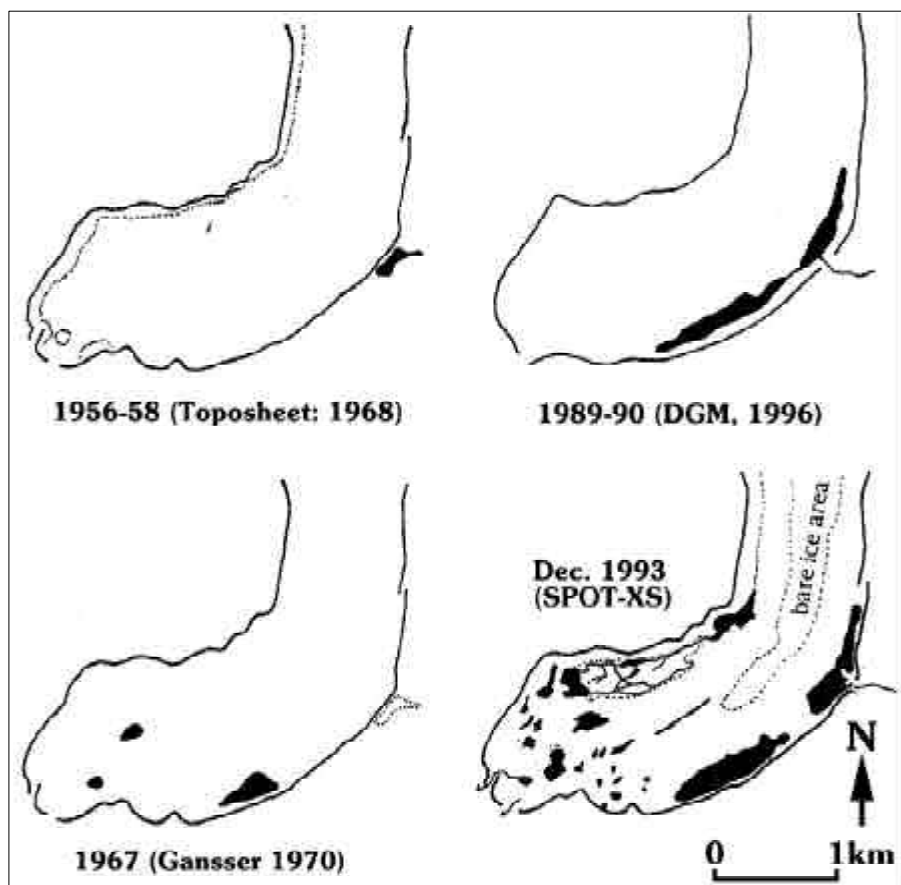 1956-58 (Toposheet: 1968)
1989-90 (DGM, 1996)
Dec. 1993
(SPOT-XS)
bare ice area
N
0 1km
1967 (Gansser 1970)